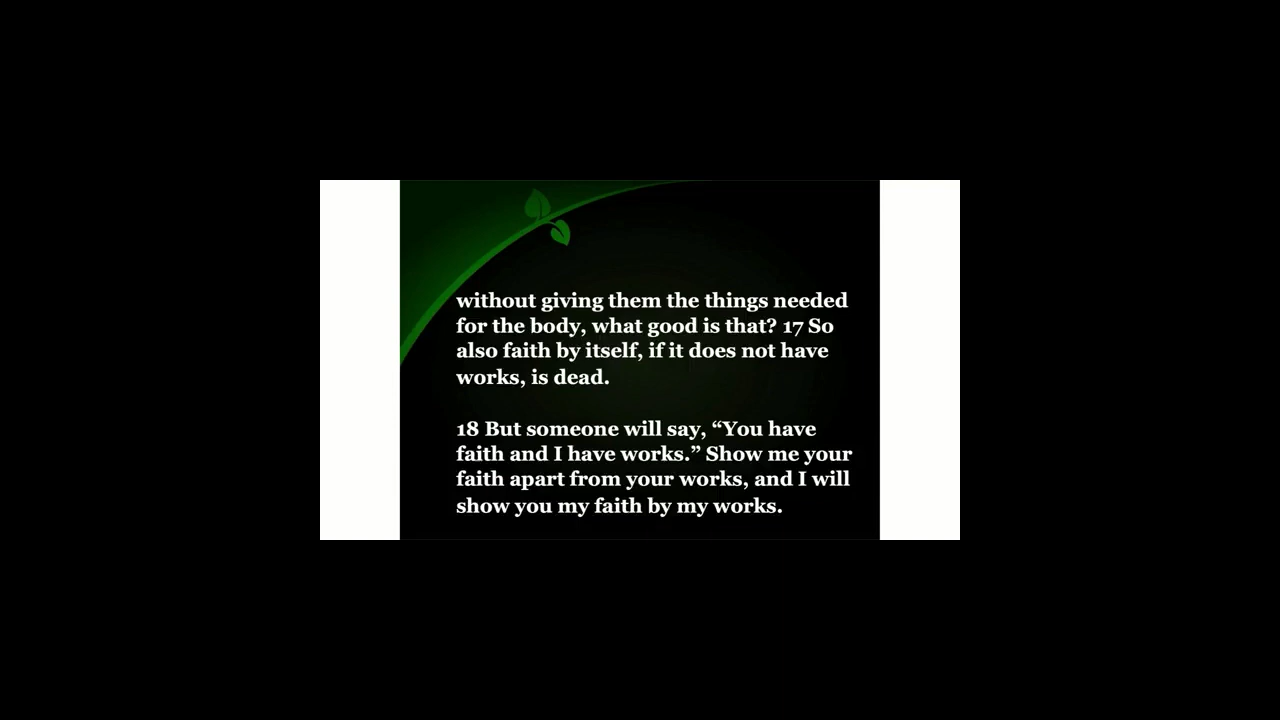 without giving them the things needed
for the body, what good is that? 17 So
also faith by itself, if it does not have
works, is dead.
18 But someone will say, “You have
faith and I have works.” Show me your
faith apart from your works, and I will
show you my faith by my works.